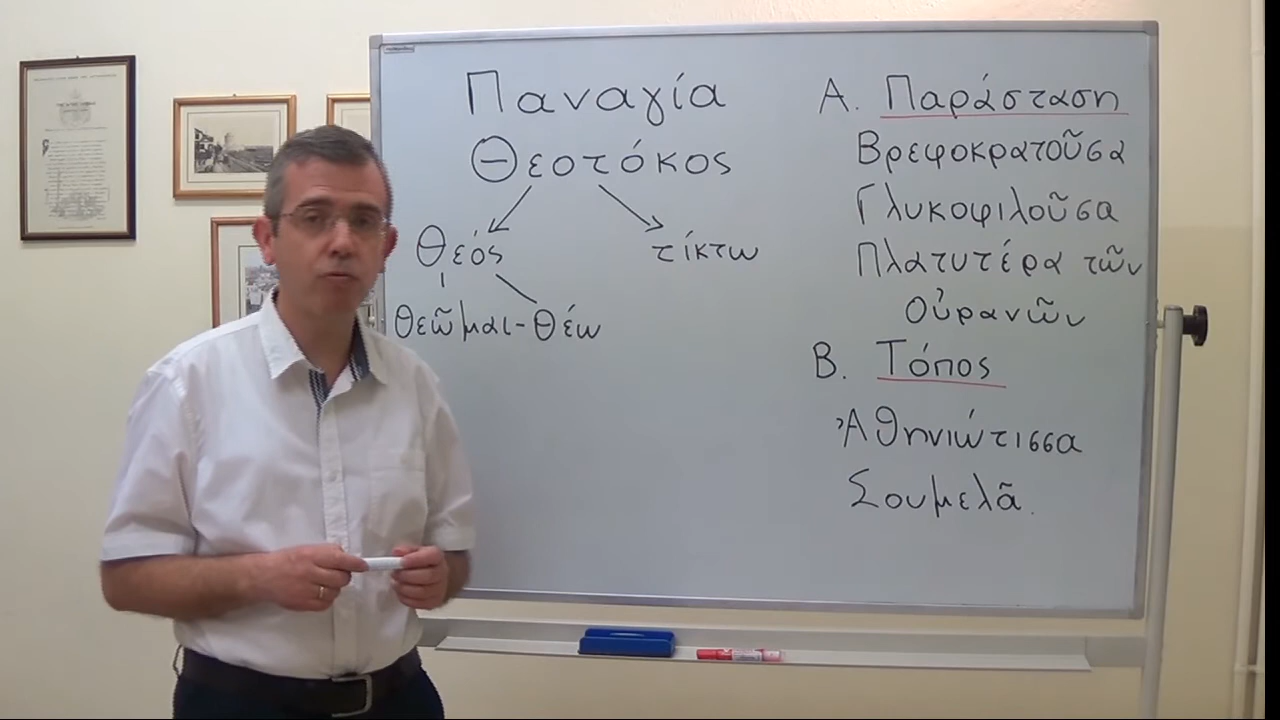 Παναγία
Θεοτόκος
Θεός τίκτω
Θεῶμαι-Θέω
Α. Παράσταση
Βρεφοκρατοῦσα
Γλυκοφιλοῦσα
Πλατυτέρα τῶν
Οὐρανῶν
Β. Τόπος
Ἀθηνιώτισσα
Σουμελᾶ.